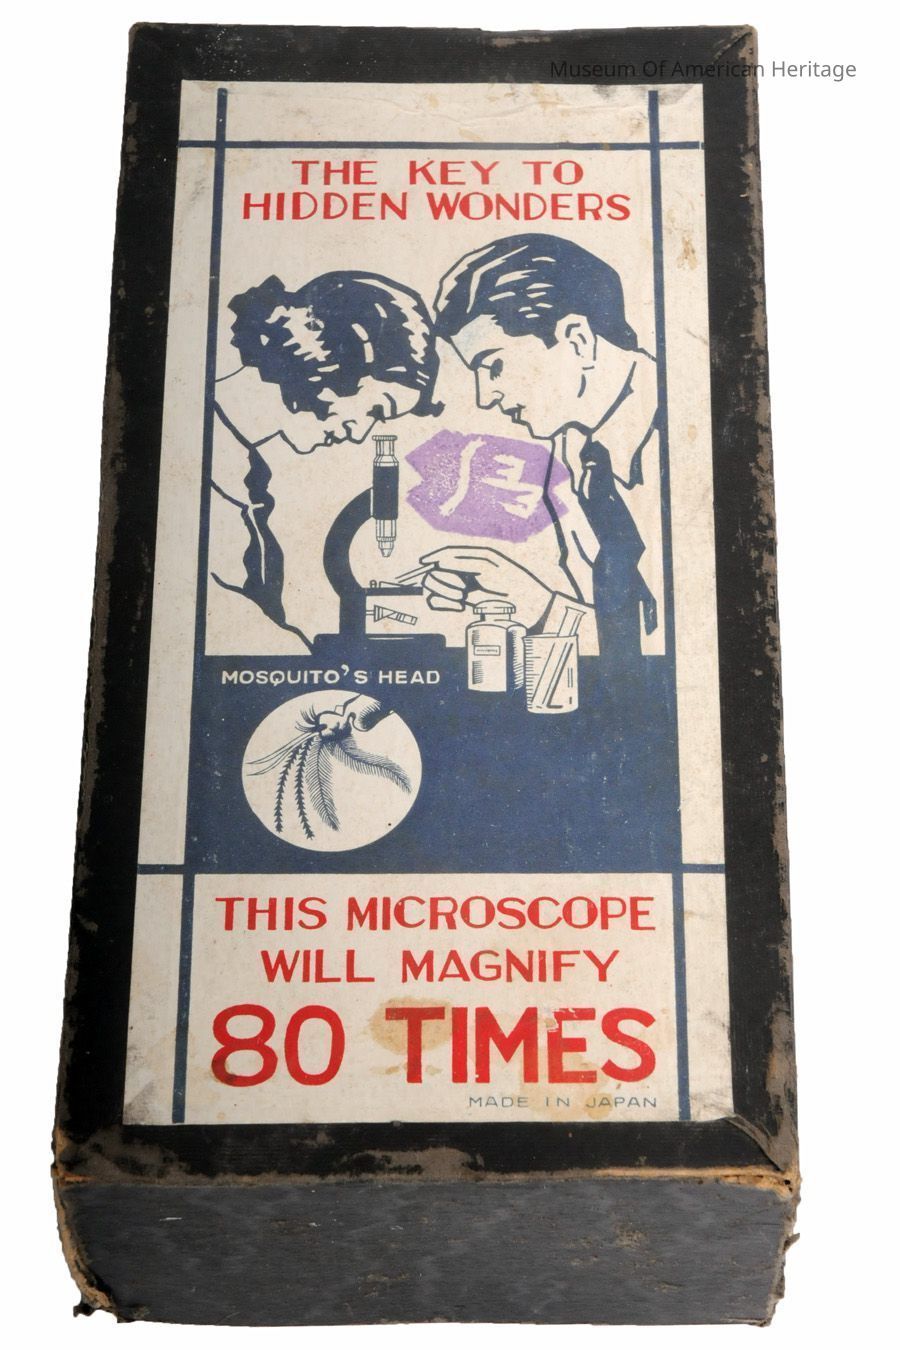 Museum Of American Heritage
THE KEY TO
HIDDEN WONDERS
MOSQUITO'S HEAD
THIS MICROSCOPE
WILL MAGNIFY
80 TIMES
MADE IN JAPAN